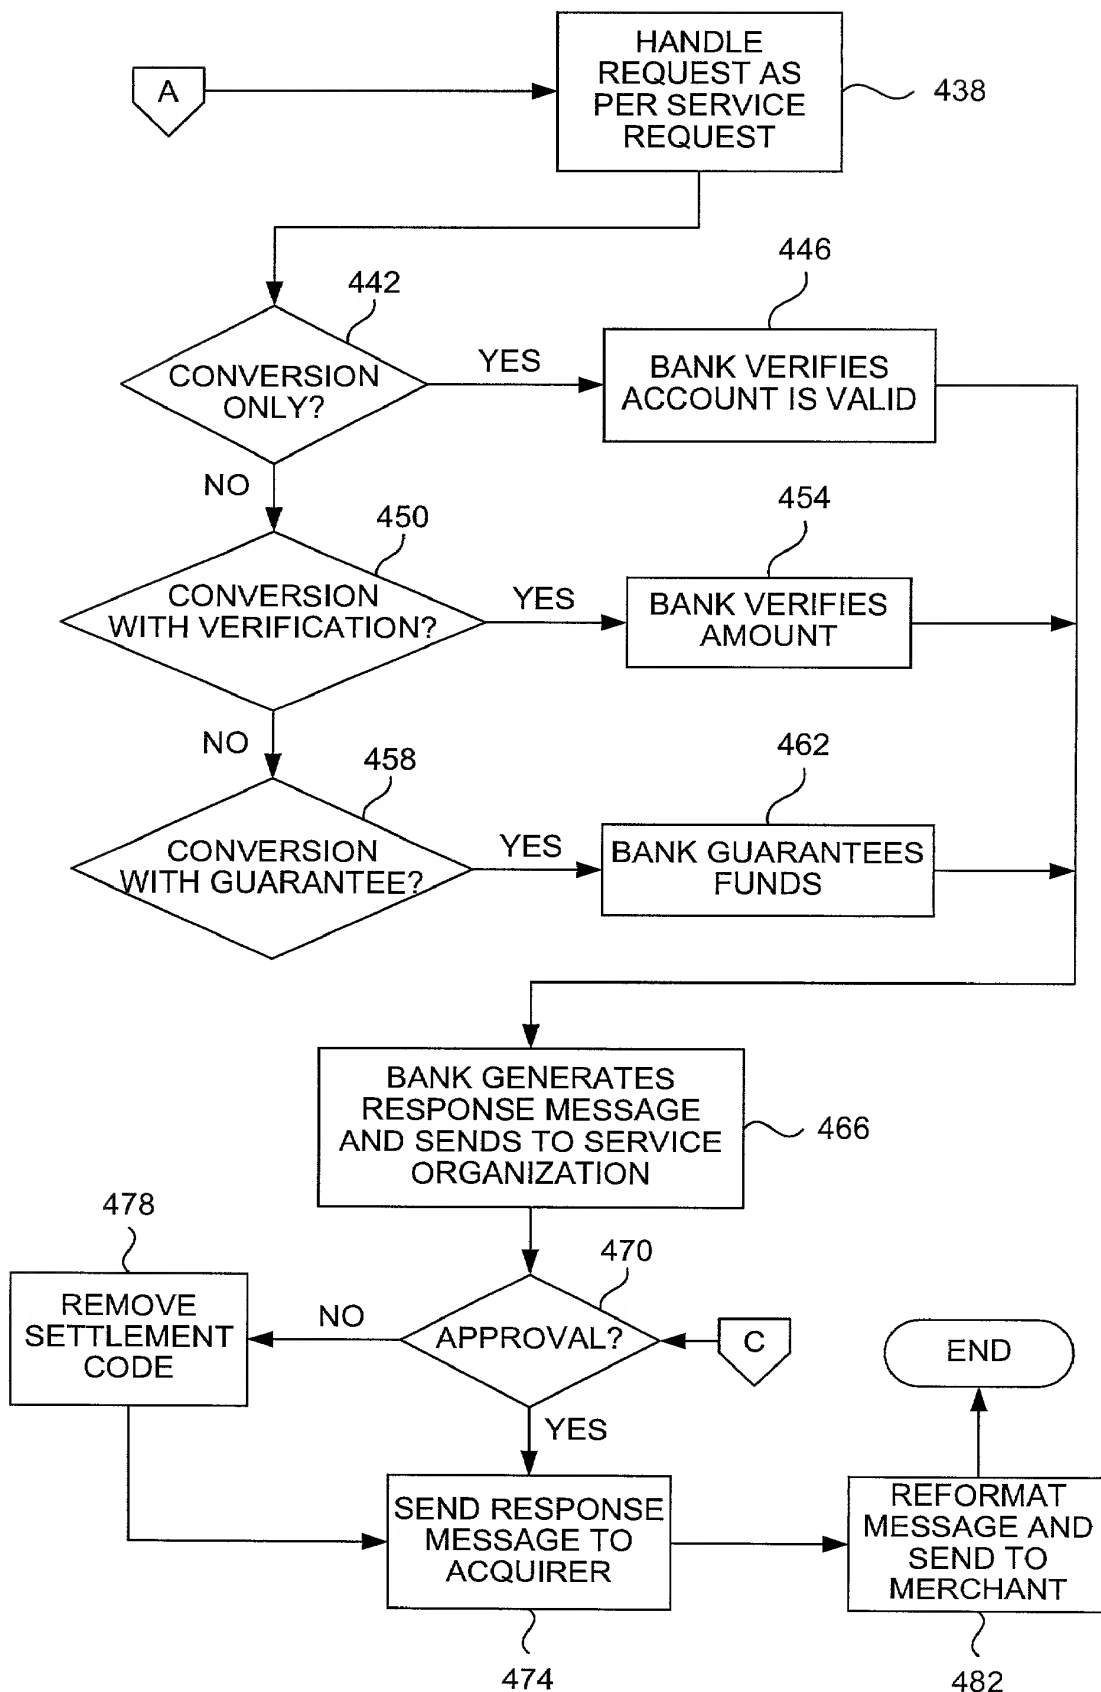 HANDLE
REQUEST AS
PER SERVICE
REQUEST
A
438
446
442
CONVERSION
ONLY?
YES
BANK VERIFIES
ACCOUNT IS VALID
NO
454
450
CONVERSION
WITH VERIFICATION?
YES
BANK VERIFIES
AMOUNT
NO
462
458
CONVERSION
WITH GUARANTEE?
YES
BANK GUARANTEES
FUNDS
BANK GENERATES
RESPONSE MESSAGE
AND SENDS TO SERVICE
ORGANIZATION
466
478
470
REMOVE
SETTLEMENT
CODE
NO
APPROVAL?
C
END
YES
SEND RESPONSE
MESSAGE TO
ACQUIRER
REFORMAT
MESSAGE AND
SEND TO
MERCHANT
474
482